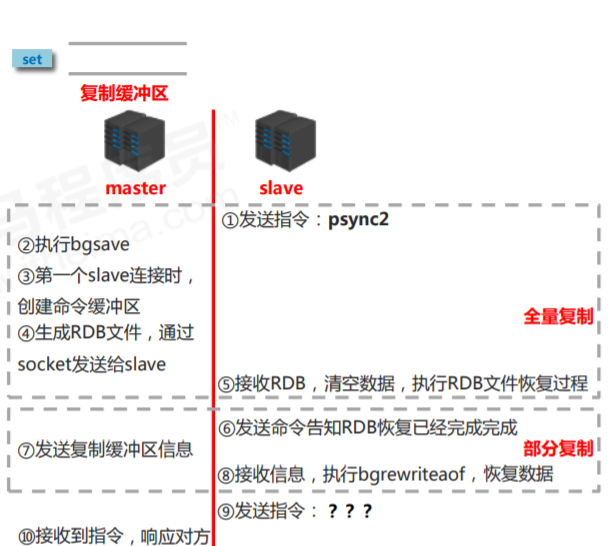 set
复制缓冲区
master
slave
①发送指令：psync2
②执行bgsave
③第一个slave连接时，
创建命令缓冲区
④生成RDB文件，通过
socket发送给slave
全量复制
⑤接收RDB，清空数据，执行RDB文件恢复过程
⑥发送命令告知RDB恢复已经完成完成
⑦发送复制缓冲区信息
部分复制
⑧接收信息，执行bgrewriteaof，恢复数据
⑨发送指令：？？？
⑩接收到指令，响应对方